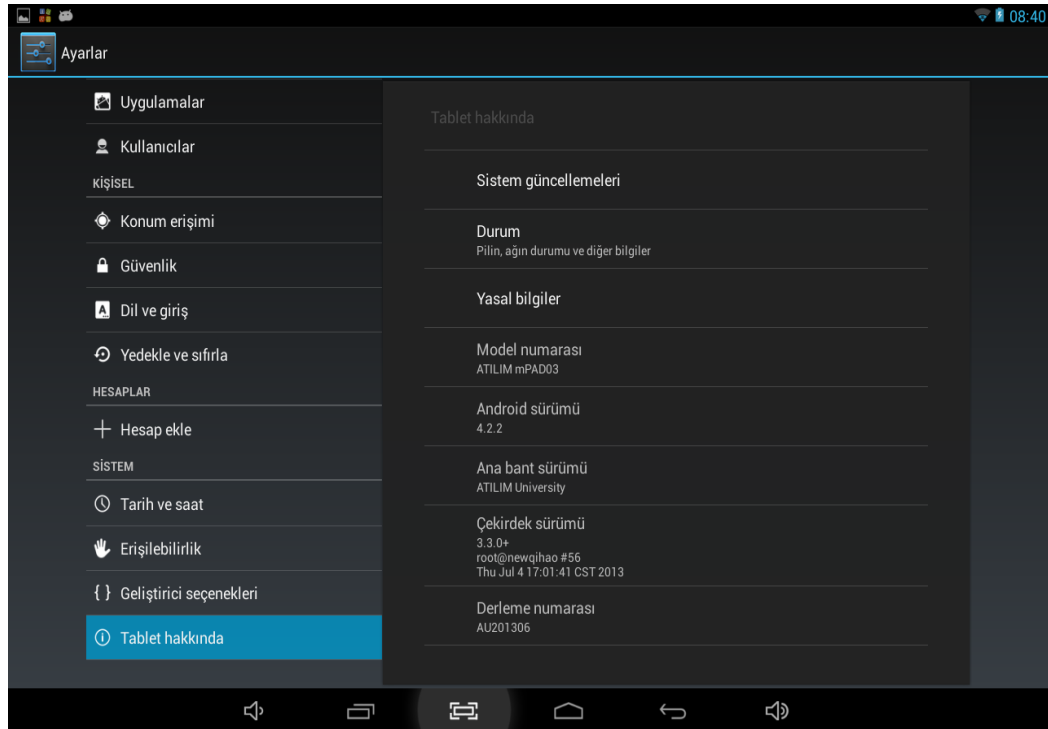 08:40
Ayarlar
Uygulamalar
Kullanıcılar
KİŞİSEL
Konum erişimi
Güvenlik
Dil ve giriş
Yedekle ve sıfırla
HESAPLAR
Hesap ekle
SİSTEM
Tarih ve saat
Erişilebilirlik
{ } Geliştirici seçenekleri
Tablet hakkında
Tablet hakkında
Sistem güncellemeleri
Durum
Pilin, ağın durumu ve diğer bilgiler
Yasal bilgiler
Model numarası
ATILIM mPAD03
Android sürümü
4.2.2
Ana bant sürümü
ATILIM University
Çekirdek sürümü
3.3.0+
root@newqihao #56
Thu Jul 4 17:01:41 CST 2013
Derleme numarası
AU201306